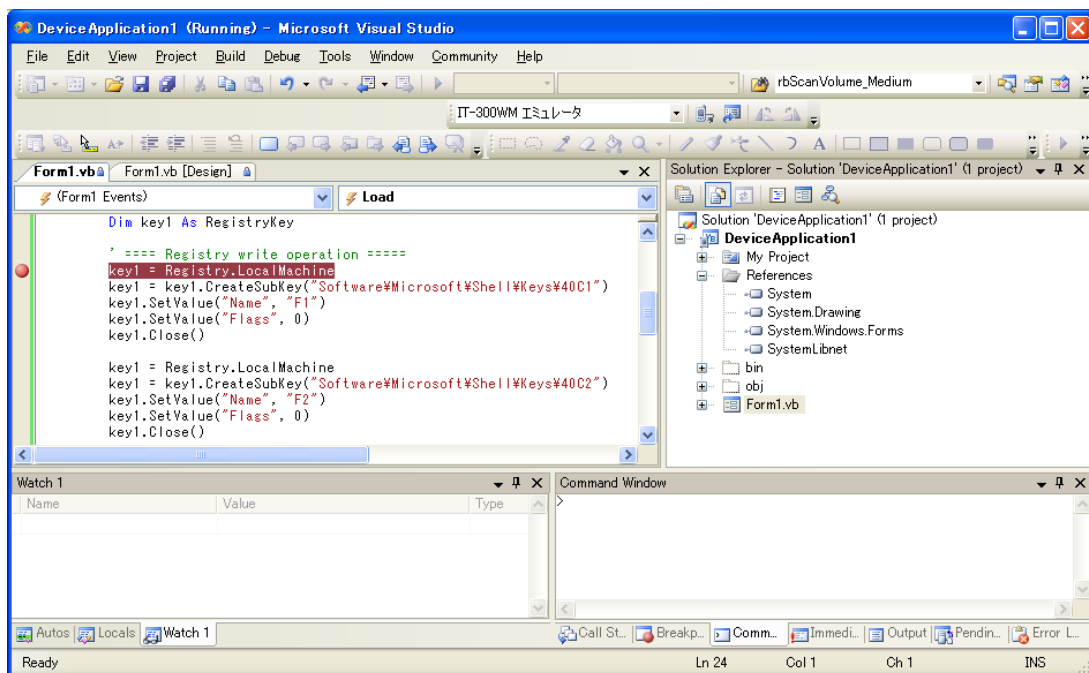 DeviceApplication1 (Running) - Microsoft Visual Studio
File Edit View Project Build Debug Tools Window Community Help
rbScanVolume_Medium
IT-300WM エミュレータ
Form1.vb Form1.vb [Design]
(Form1 Events) Load
Dim key1 As RegistryKey
' ==== Registry write operation =====
key1 = Registry.LocalMachine
key1 = key1.CreateSubKey("Software¥Microsoft¥Shell¥Keys¥40C1")
key1.SetValue("Name", "F1")
key1.SetValue("Flags", 0)
key1.Close()
key1 = Registry.LocalMachine
key1 = key1.CreateSubKey("Software¥Microsoft¥Shell¥Keys¥40C2")
key1.SetValue("Name", "F2")
key1.SetValue("Flags", 0)
key1.Close()
Solution Explorer - Solution 'DeviceApplication1' (1 project)
Solution 'DeviceApplication1' (1 project)
DeviceApplication1
My Project
References
System
System.Drawing
System.Windows.Forms
SystemLibnet
bin
obj
Form1.vb
Watch 1
Name Value Type
Autos Locals Watch 1
Command Window
>
Call St... Breakp... Comm... Immedi... Output Pendin... Error L...
Ready Ln 24 Col 1 Ch 1 INS